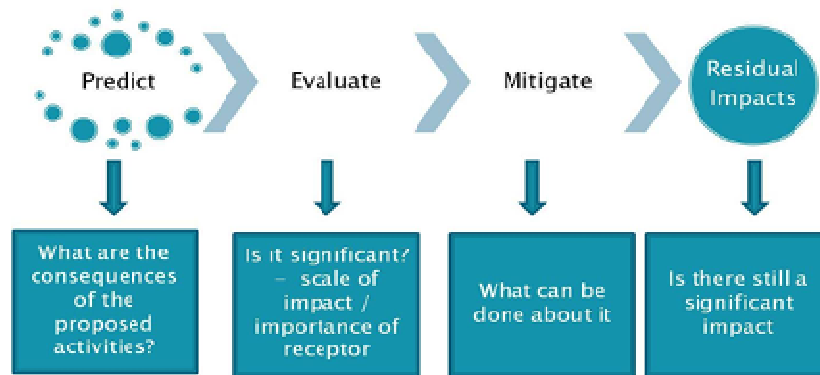 Predict
Evaluate
Mitigate
Residual
Impacts
What are the
consequences
of the
proposed
activities?
Is it significant?
– scale of
impact /
importance of
receptor
What can be
done about it
Is there still a
significant
impact